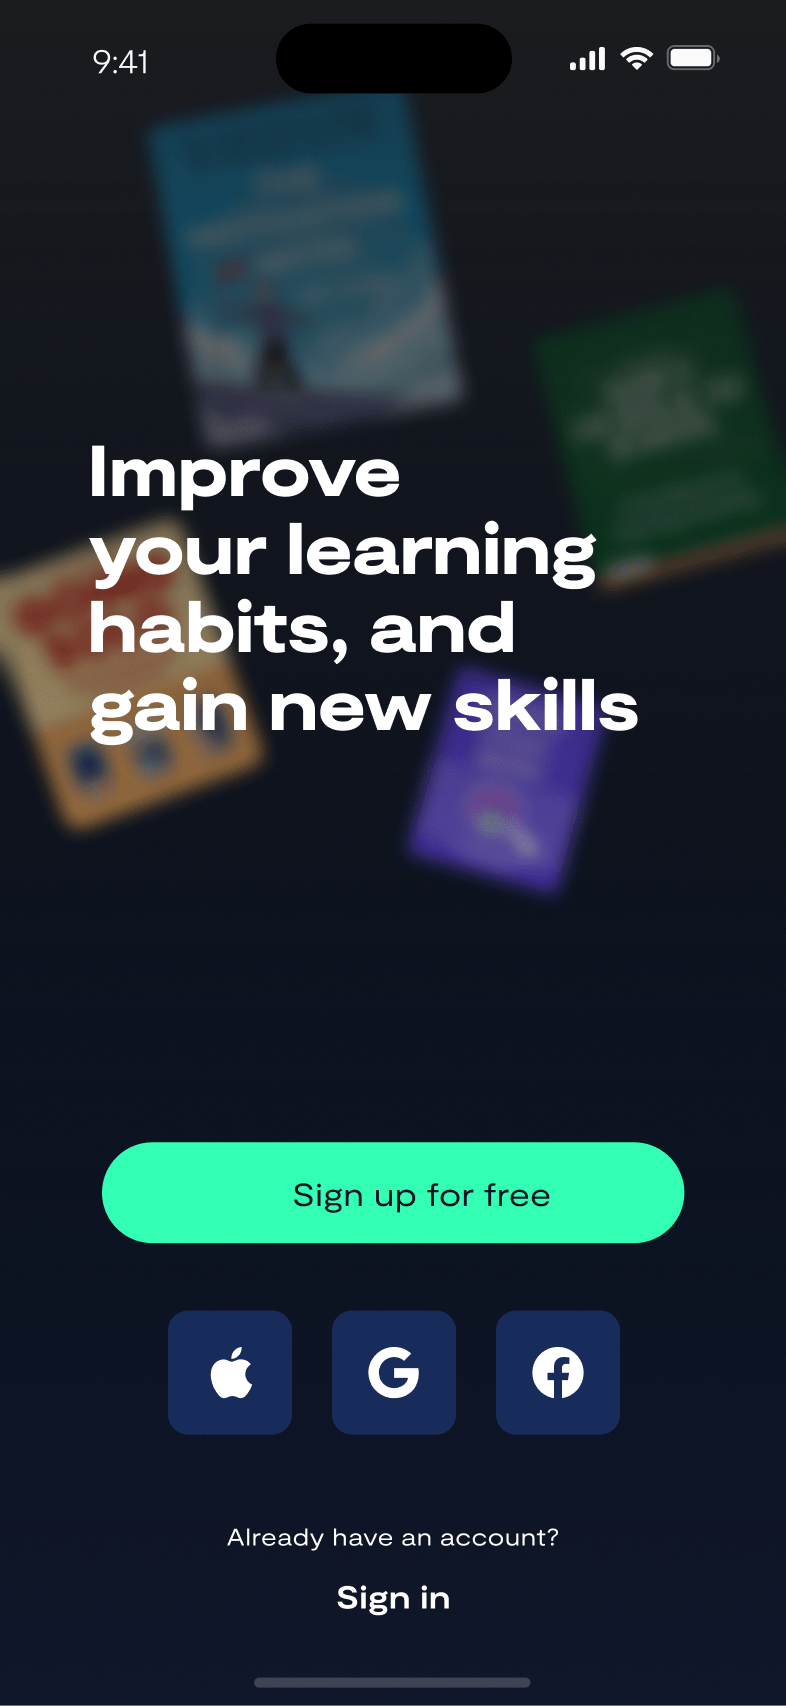 9:41
Improve
your learning
habits, and
gain new skills
Sign up for free
Already have an account?
Sign in